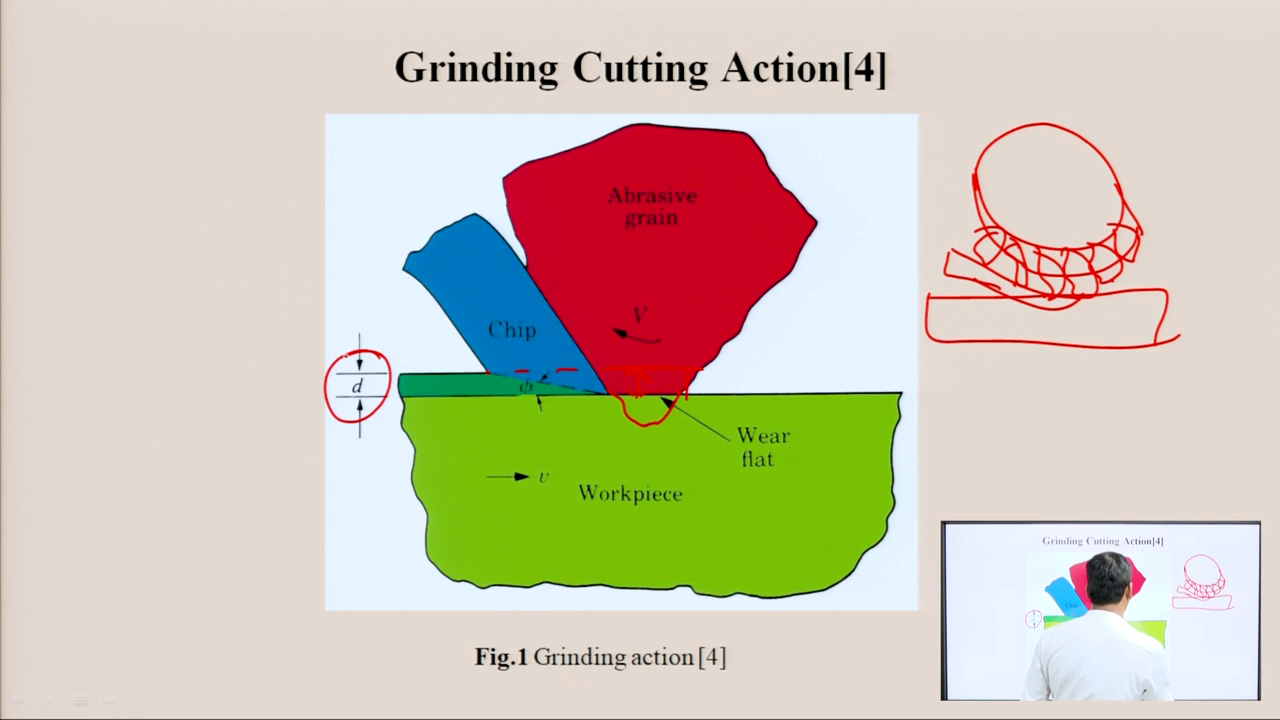 Grinding Cutting Action[4]
Abrasive
grain
V
Chip
d
ϕ
Wear
flat
υ
Workpiece
Fig.1 Grinding action [4]
Grinding Cutting Action[4]
Chip